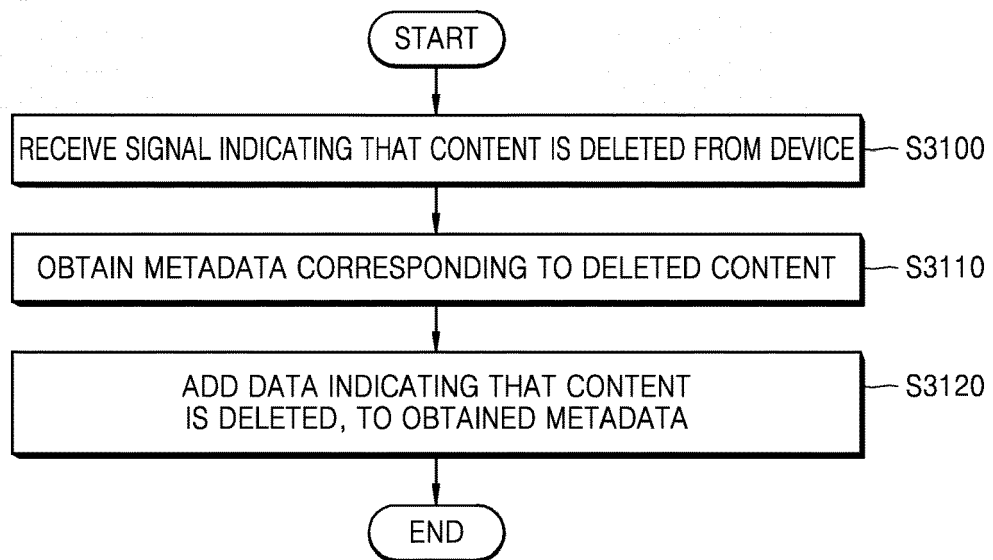 START
RECEIVE SIGNAL INDICATING THAT CONTENT IS DELETED FROM DEVICE
S3100
OBTAIN METADATA CORRESPONDING TO DELETED CONTENT
S3110
ADD DATA INDICATING THAT CONTENT
IS DELETED, TO OBTAINED METADATA
S3120
END